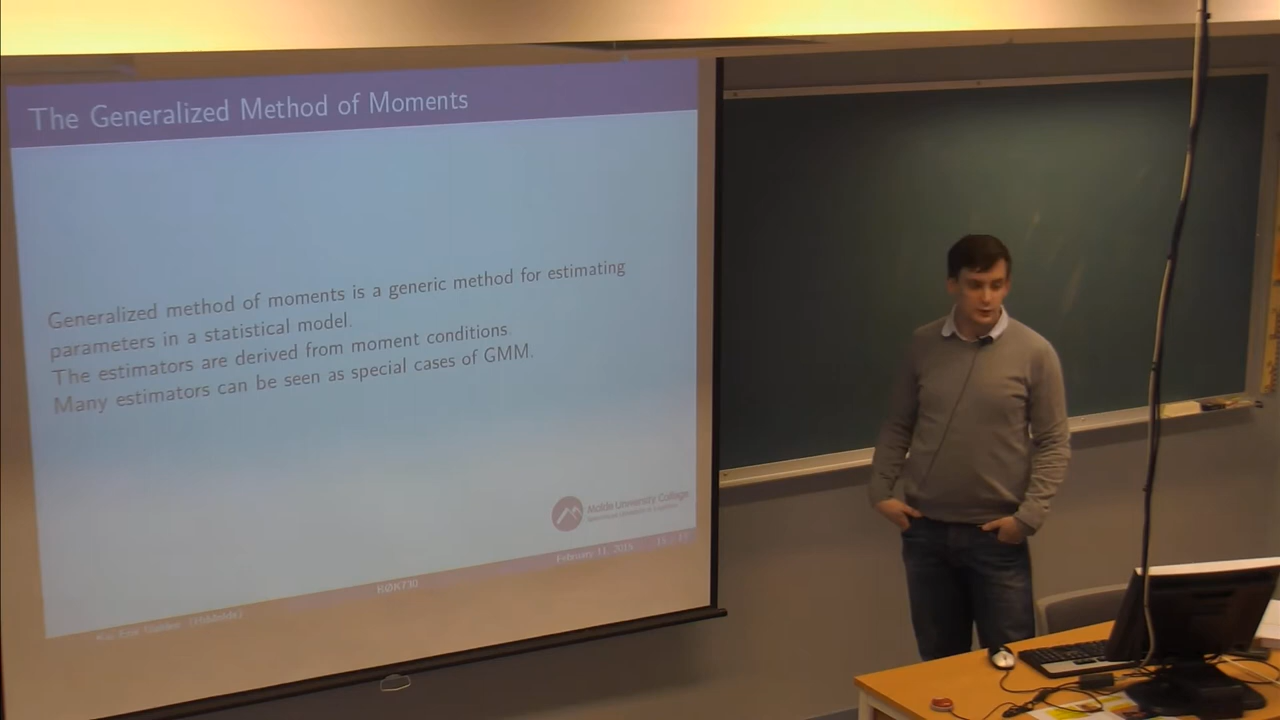 The Generalized Method of Moments
Generalized method of moments is a generic method for estimating
parameters in a statistical model.
The estimators are derived from moment conditions.
Many estimators can be seen as special cases of GMM.
Molde University College
February 11, 2015